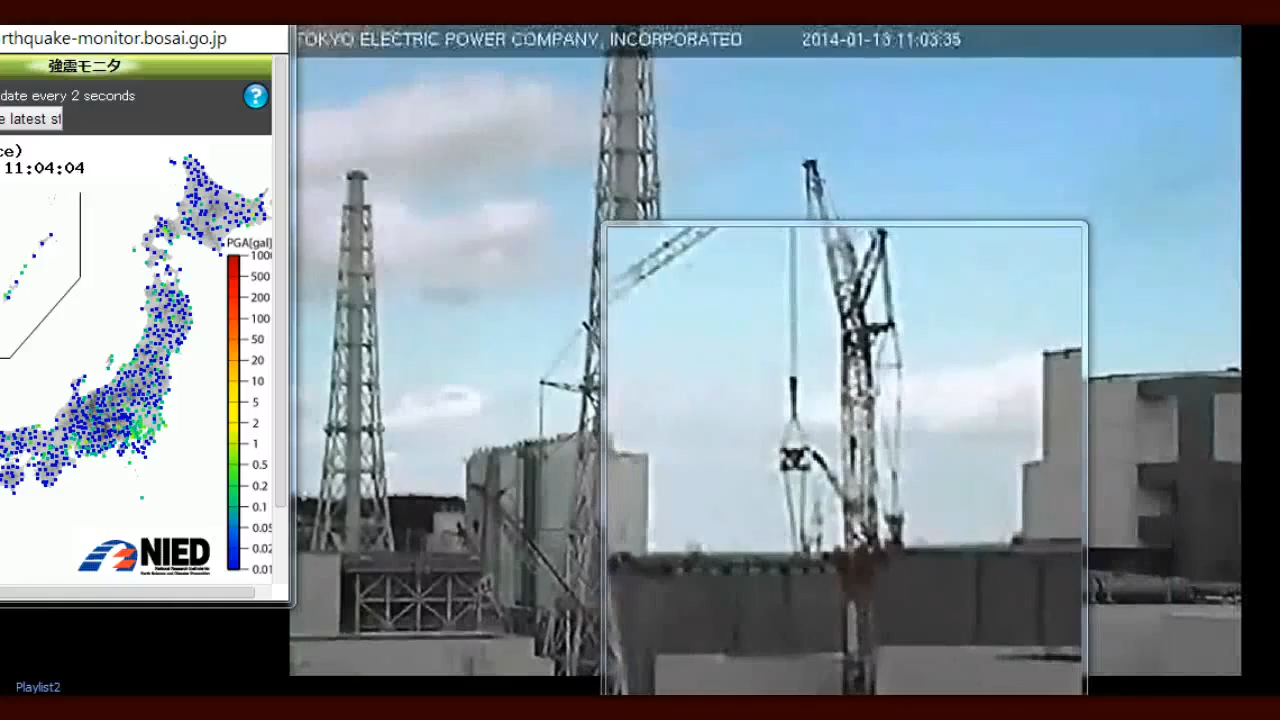 rthquake-monitor.bosai.go.jp
強震モニタ
date every 2 seconds
?
e latest st
ce)
11:04:04
PGA[gal]
1000
500
200
100
50
20
10
5
2
1
0.5
0.2
0.1
0.05
0.02
0.01
NIED
TOKYO ELECTRIC POWER COMPANY, INCORPORATED
2014-01-13 11:03:35
Playlist2